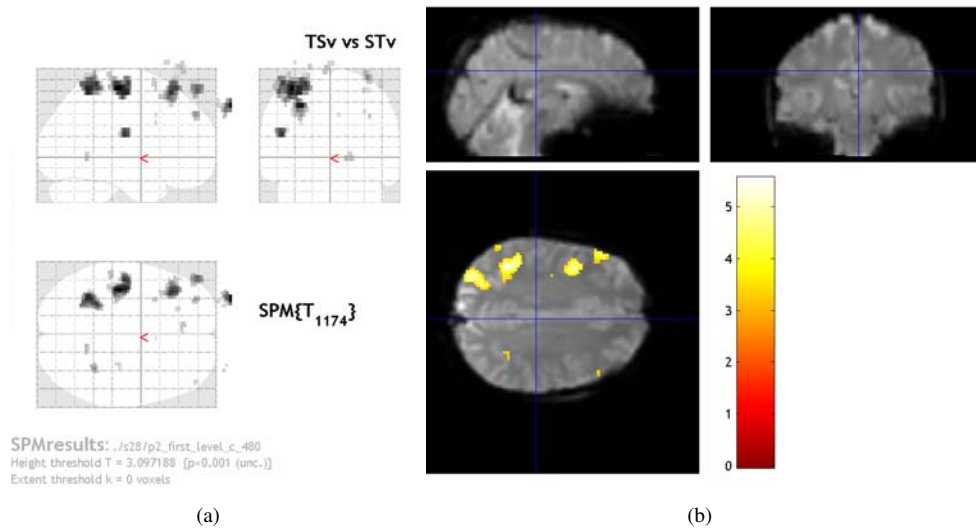 TSv vs STv
<
<
<
SPM{T1174}
SPMresults: ./s28/p2_first_level_c_480
Height threshold T = 3.097188 [p<0.001 (unc.)]
Extent threshold k = 0 voxels
5
4
3
2
1
0
(a)
(b)